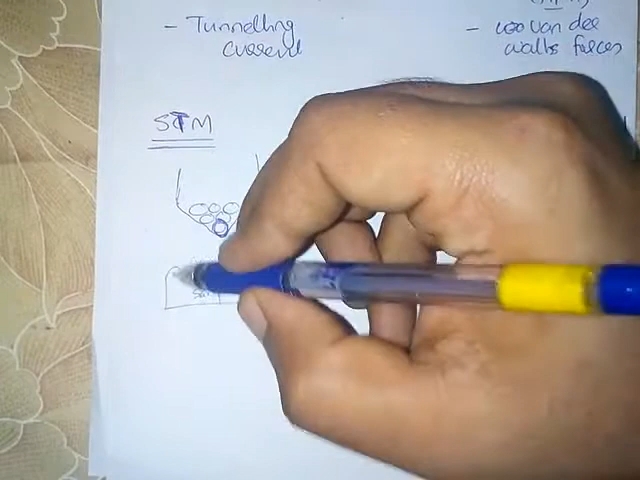 - Tunnelling
current
- van der
walls forces
STM